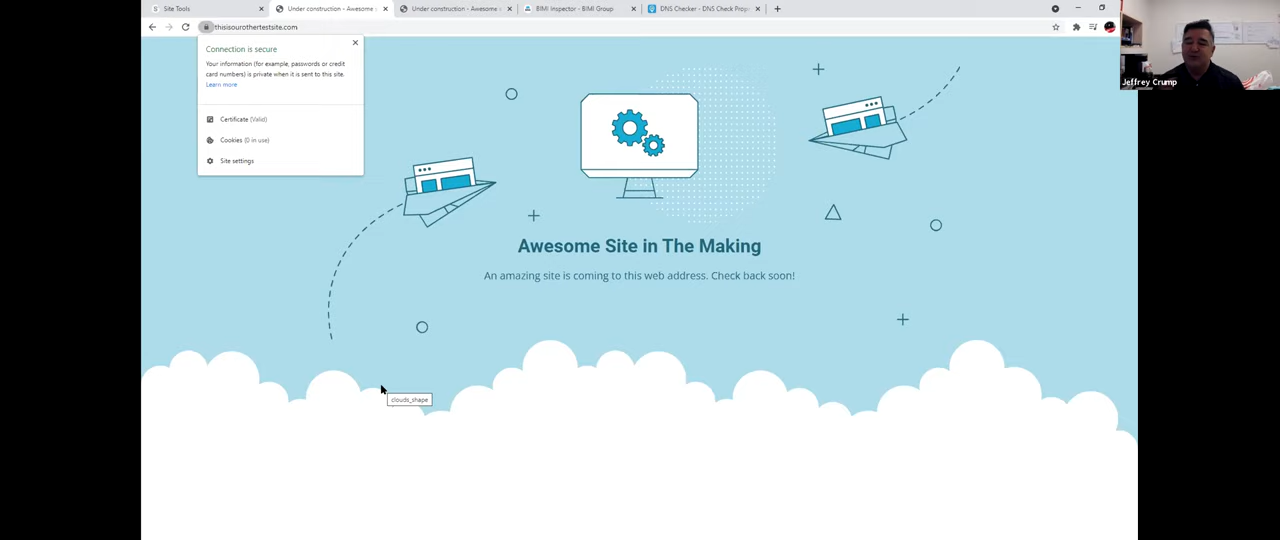 Site Tools
Under construction - Awesome s
Under construction - Awesome s
BIMI Inspector - BIMI Group
DNS Checker - DNS Check Prop
thisisourothertestsite.com
Connection is secure
Your information (for example, passwords or credit
card numbers) is private when it is sent to this site.
Learn more
Certificate (Valid)
Cookies (0 in use)
Site settings
Awesome Site in The Making
An amazing site is coming to this web address. Check back soon!
clouds_shape
Jeffrey Crump